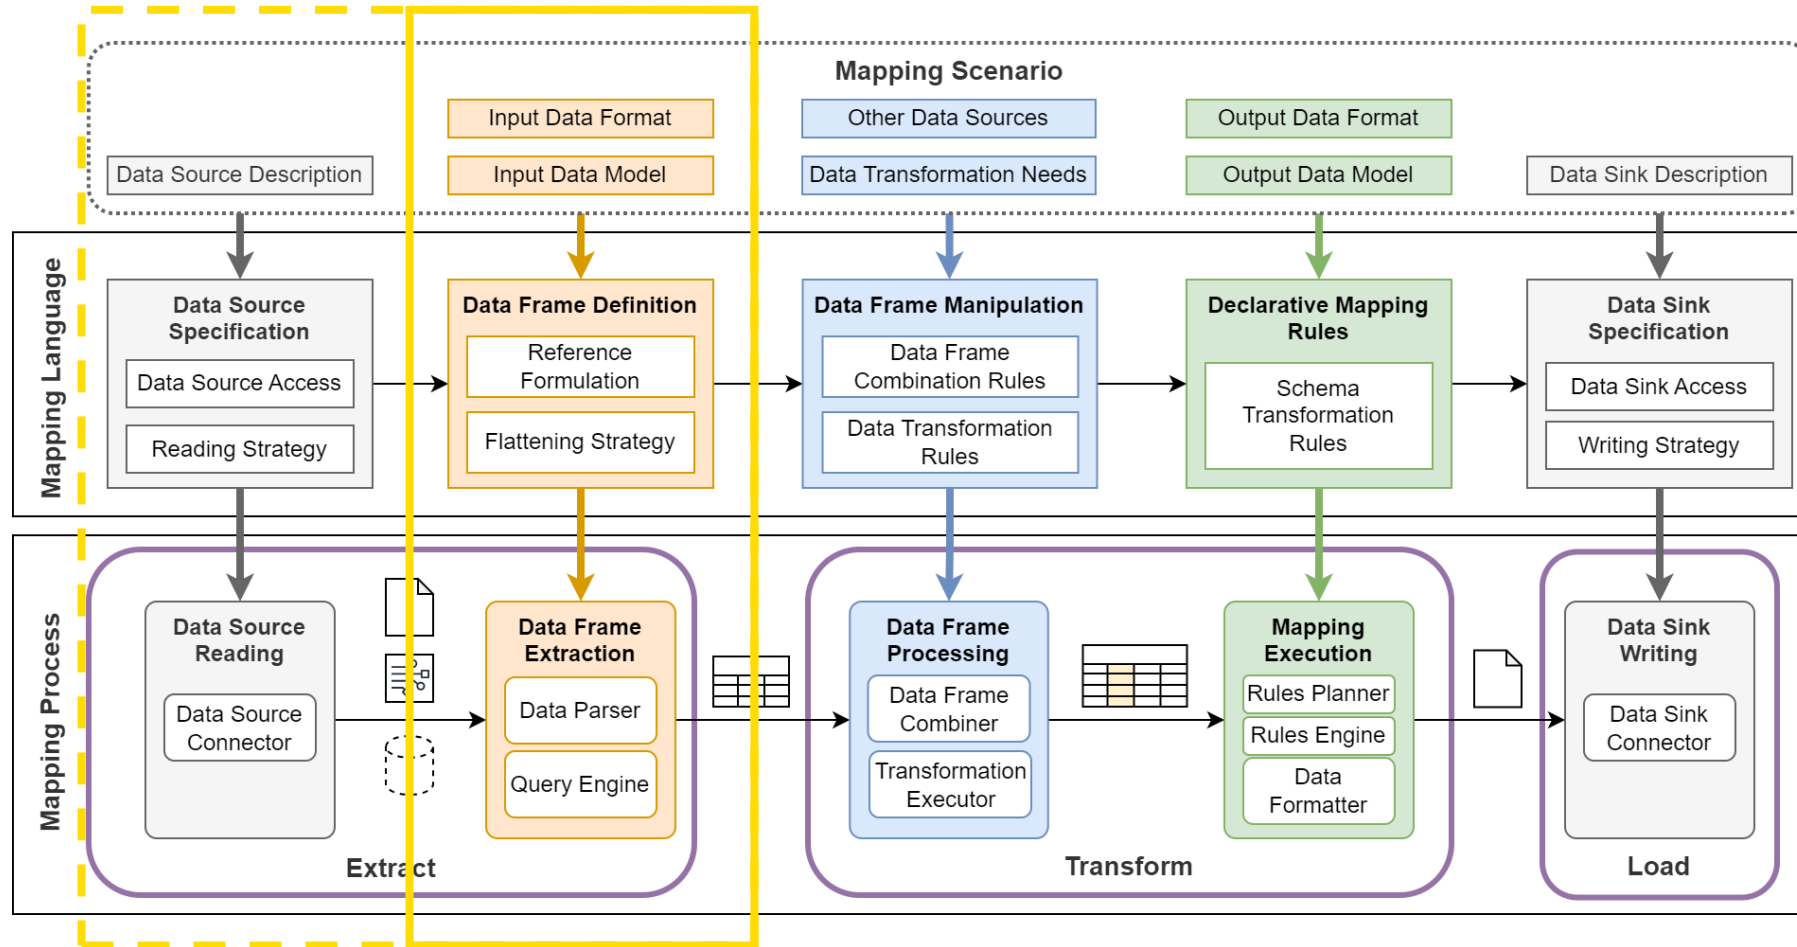 Mapping Scenario
Input Data Format
Other Data Sources
Output Data Format
Data Source Description
Input Data Model
Data Transformation Needs
Output Data Model
Data Sink Description
Mapping Language
Data Source
Specification
Data Source Access
Reading Strategy
Data Frame Definition
Reference
Formulation
Flattening Strategy
Data Frame Manipulation
Data Frame
Combination Rules
Data Transformation
Rules
Declarative Mapping
Rules
Schema
Transformation
Rules
Data Sink
Specification
Data Sink Access
Writing Strategy
Mapping Process
Data Source
Reading
Data Source
Connector
Data Frame
Extraction
Data Parser
Query Engine
Extract
Data Frame
Processing
Data Frame
Combiner
Transformation
Executor
Mapping
Execution
Rules Planner
Rules Engine
Data
Formatter
Transform
Data Sink
Writing
Data Sink
Connector
Load